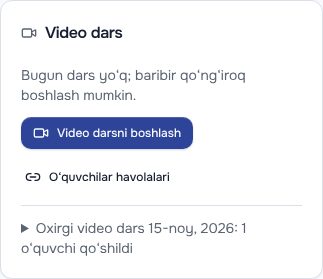 Video dars
Bugun dars yo‘q; baribir qo‘ng‘iroq
boshlash mumkin.
Video darsni boshlash
O‘quvchilar havolalari
Oxirgi video dars 15-noy, 2026: 1
o‘quvchi qo‘shildi